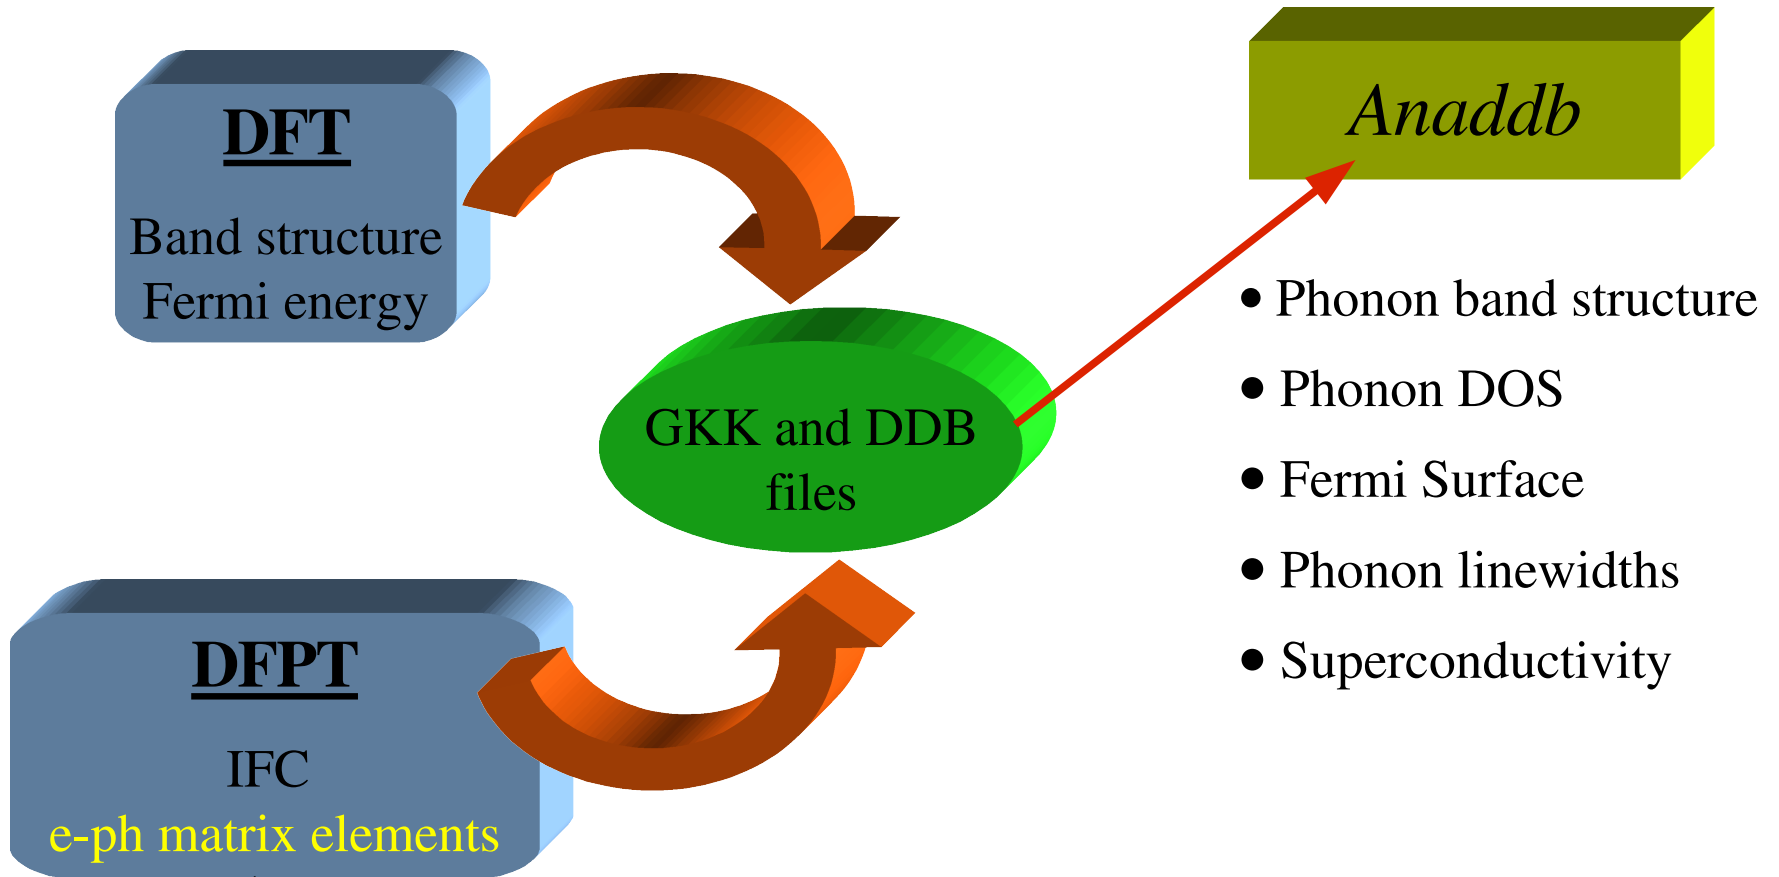 DFT
Band structure
Fermi energy
GKK and DDB
files
DFPT
IFC
e-ph matrix elements
Anaddb
• Phonon band structure
• Phonon DOS
• Fermi Surface
• Phonon linewidths
• Superconductivity